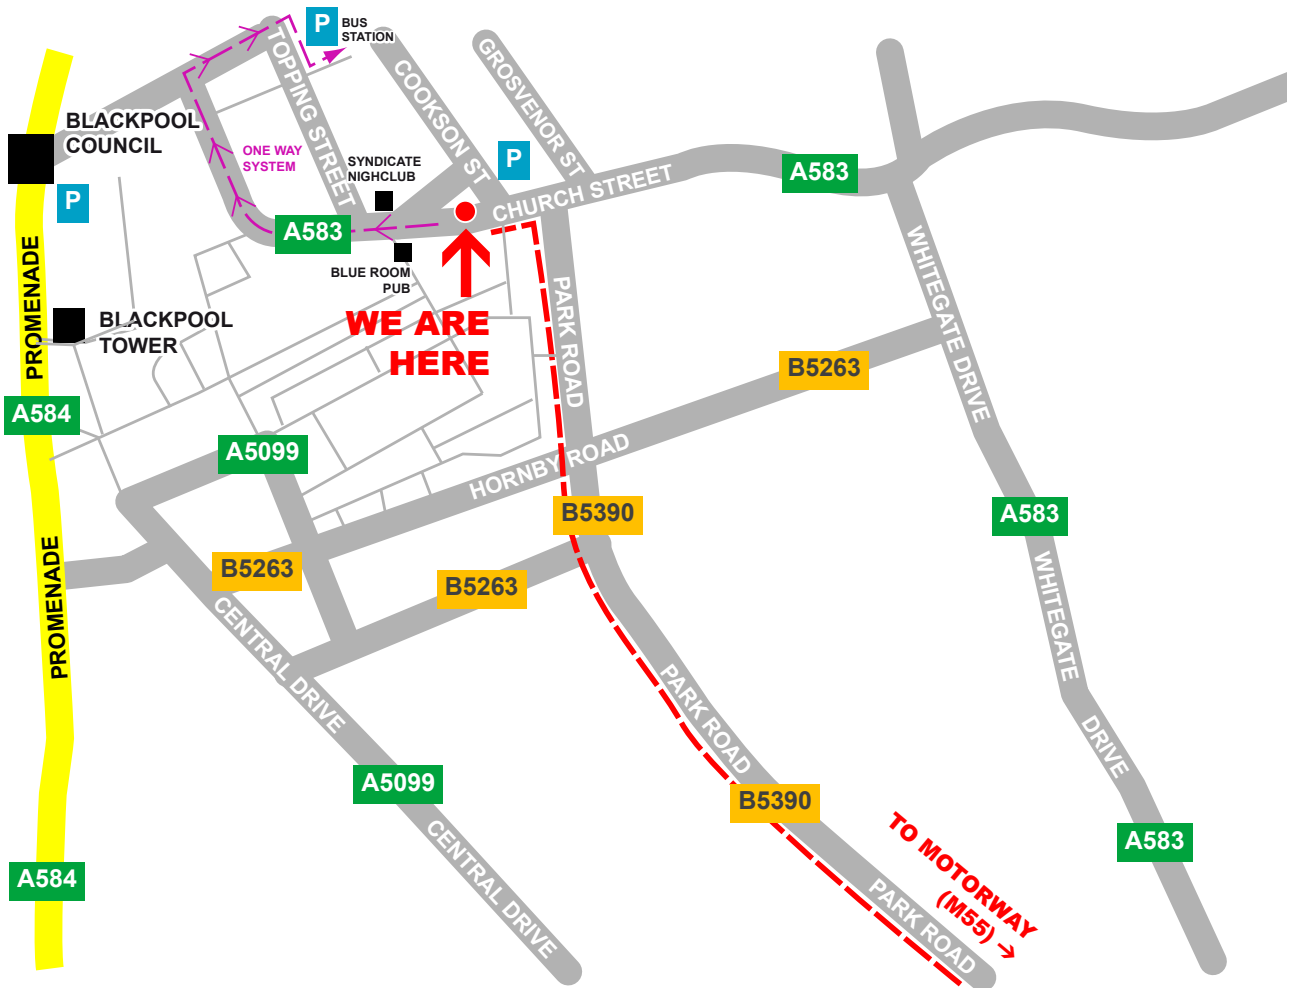 P
BUS
STATION
TOPPING STREET
COOKSON ST
GROSVENOR ST
BLACKPOOL
COUNCIL
P
ONE WAY
SYSTEM
SYNDICATE
NIGHCLUB
P
CHURCH STREET
A583
A583
BLUE ROOM
PUB
WE ARE
HERE
PROMENADE
BLACKPOOL
TOWER
PARK ROAD
WHITEGATE DRIVE
B5263
A584
A5099
HORNBY ROAD
B5390
A583
B5263
B5263
PROMENADE
CENTRAL DRIVE
WHITEGATE
PARK ROAD
DRIVE
A5099
B5390
CENTRAL DRIVE
TO MOTORWAY
(M55) →
A583
A584
PARK ROAD